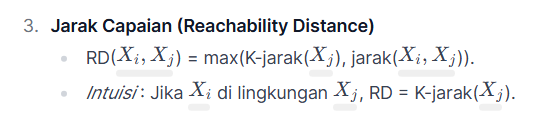 3. Jarak Capaian (Reachability Distance)
• RD(Xᵢ, Xⱼ) = max(K-jarak(Xⱼ), jarak(Xᵢ, Xⱼ)).
• Intuisi: Jika Xᵢ di lingkungan Xⱼ, RD = K-jarak(Xⱼ).